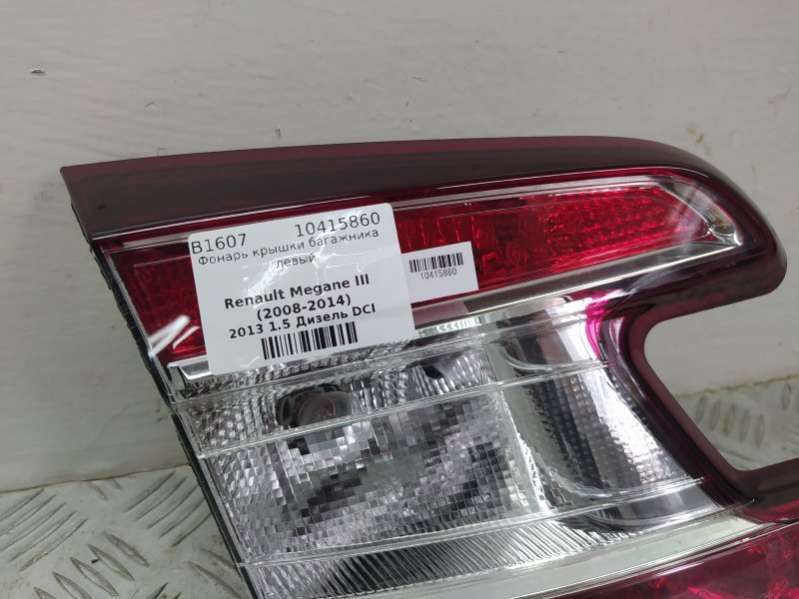 B1607 10415860
Фонарь крышки багажника
левый
Renault Megane III
(2008-2014)
2013 1.5 Дизель DCI
10415860